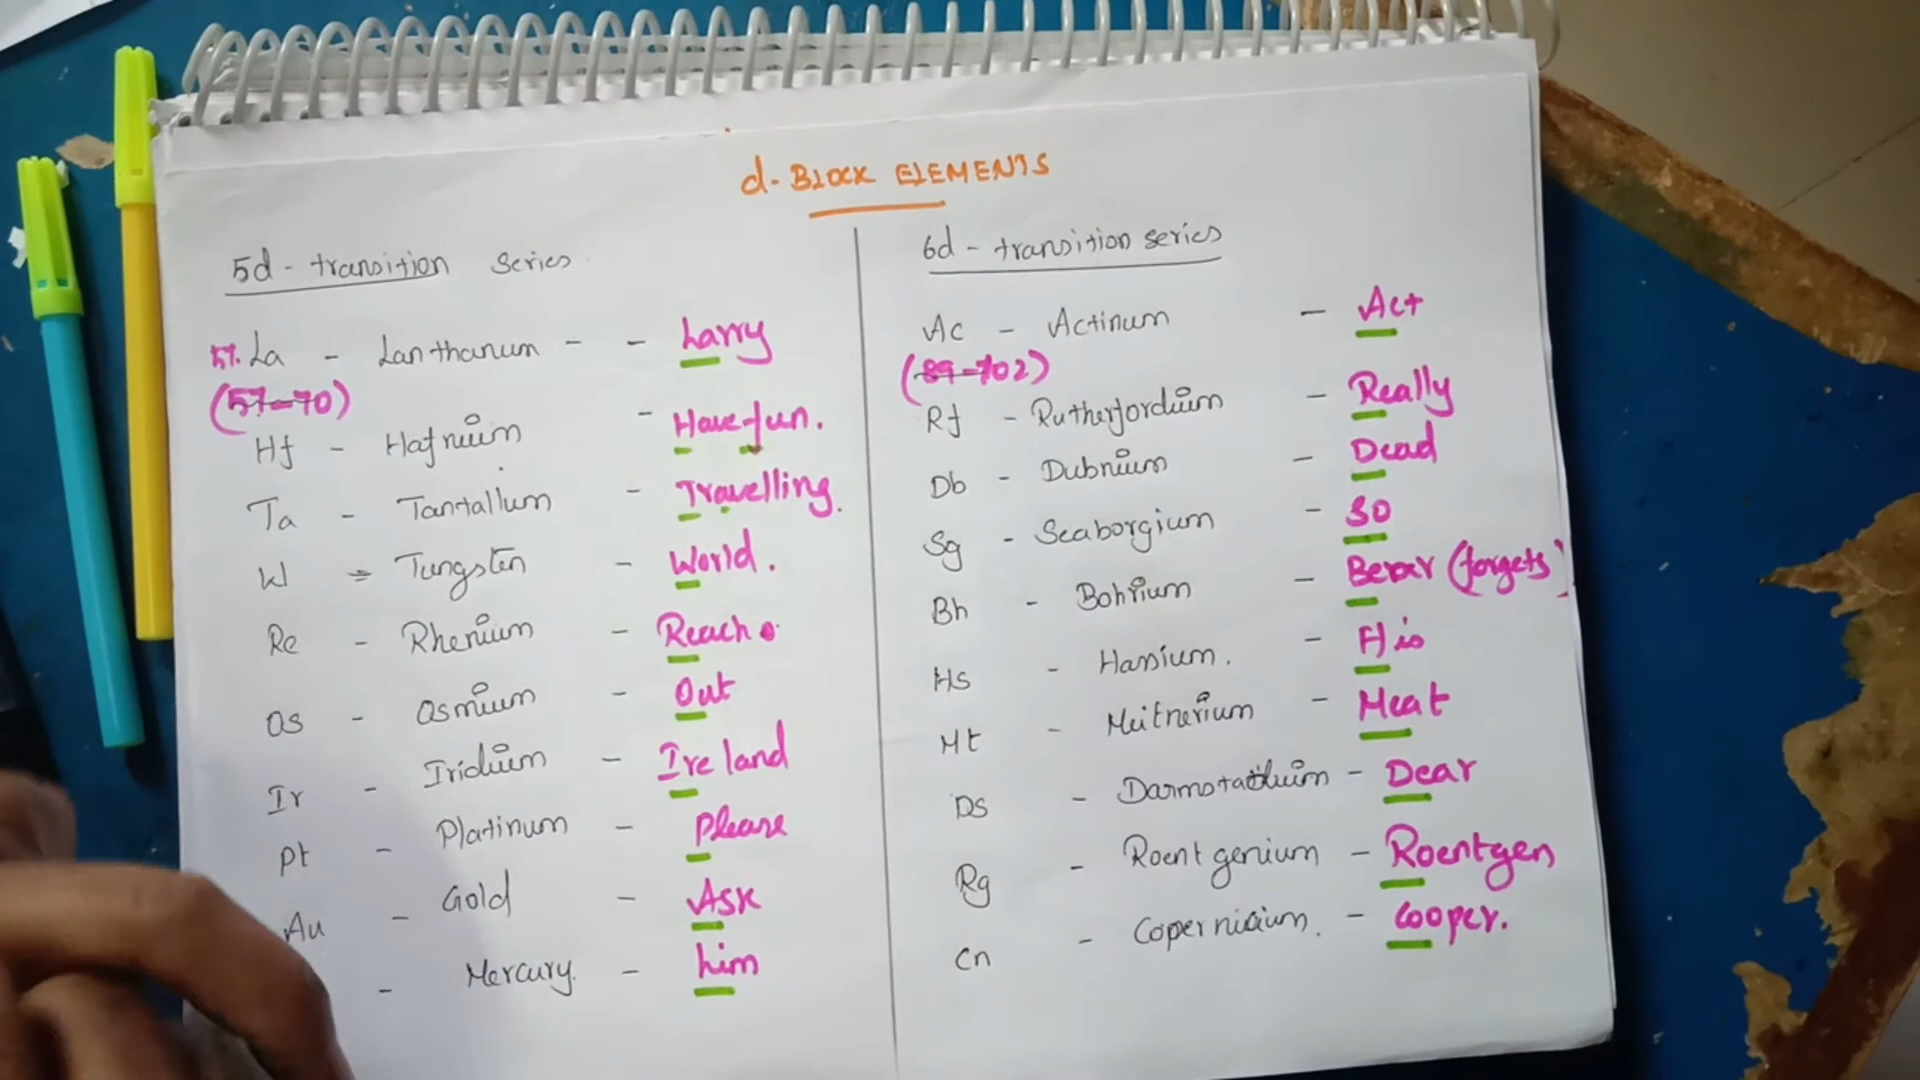 d-BLOCK ELEMENTS
5d - transition series
57. La - Lanthanum - - Larry
(57-70)
Hf - Hafnium - Have fun.
Ta - Tantallum - Travelling.
W = Tungsten - World.
Re - Rhenium - Reach
Os - Osmium - Out
Ir - Iridium - Ireland
Pt - Platinum - Please
Au - Gold - Ask
- Mercury. - him
6d - transition series
Ac - Actinum - Act
(89-102)
Rf - Rutherfordium - Really
Db - Dubnium - Dead
Sg - Seaborgium - So
Bh - Bohrium - Bear (forgets)
Hs - Hassium. - His
Mt - Meitnerium - Meat
Ds - Darmstadtium - Dear
Rg - Roentgenium - Roentgen
Cn - Copernicium. - Cooper.